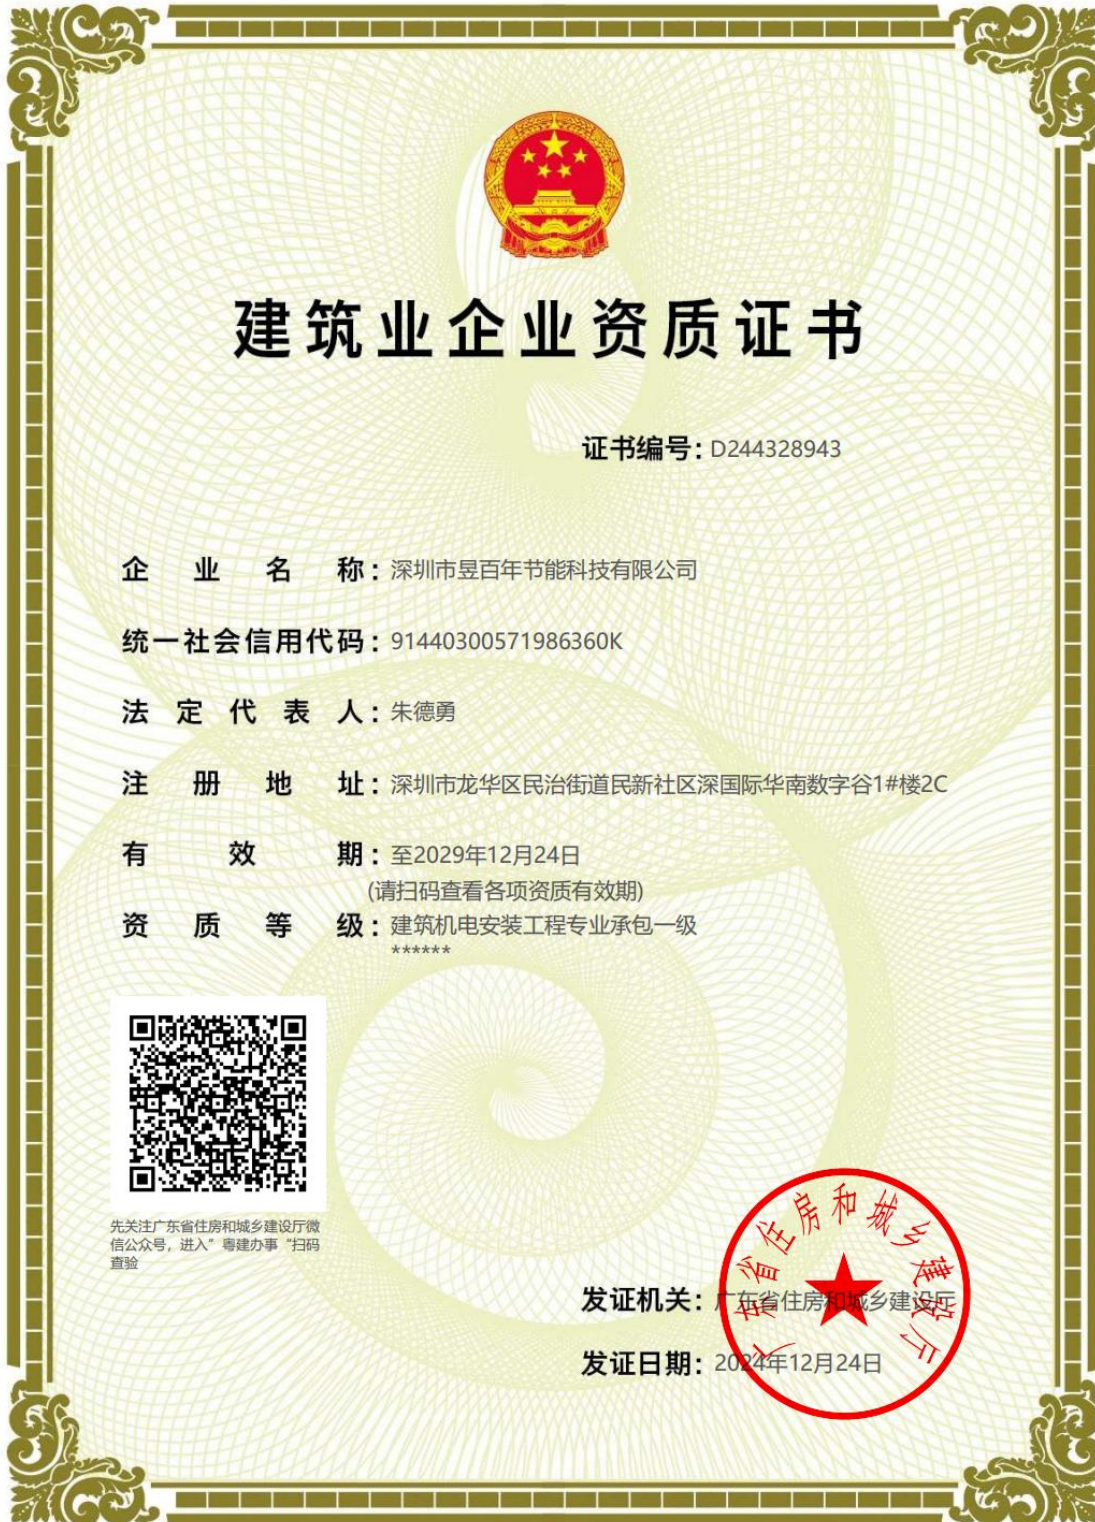 建筑业企业资质证书
证书编号：D244328943
企业名称：深圳市昱百年节能科技有限公司
统一社会信用代码：91440300571986360K
法定代表人：朱德勇
注册地址：深圳市龙华区民治街道民新社区深国际华南数字谷1#楼2C
有效期：至2029年12月24日
(请扫码查看各项资质有效期)
资质等级：建筑机电安装工程专业承包一级
******
先关注广东省住房和城乡建设厅微
信公众号，进入”粤建办事“扫码
查验
广东省住房和城乡建设厅
发证机关：广东省住房和城乡建设厅
发证日期：2024年12月24日